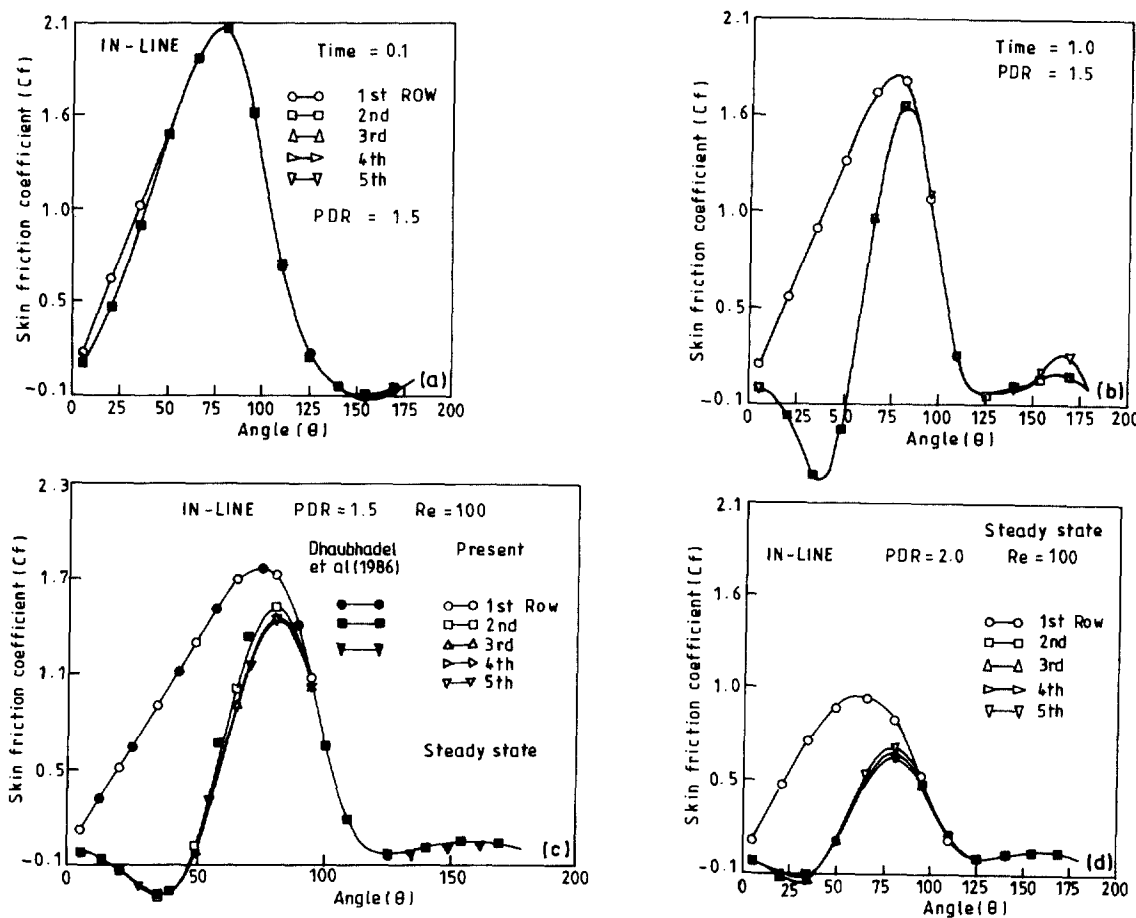 2.1
1.6
1.0
0.5
-0.1
Skin friction coefficient (Cf)
IN-LINE
Time = 0.1
1st ROW
2nd
3rd
4th
5th
PDR = 1.5
(a)
0 25 50 75 100 125 150 175 200
Angle(θ)
2.1
1.6
1.0
0.5
-0.1
Skin friction coefficient (Cf)
Time = 1.0
PDR = 1.5
(b)
0 25 50 75 100 125 150 175 200
Angle(θ)
2.3
1.7
1.1
0.5
-0.1
Skin friction coefficient (Cf)
IN-LINE PDR = 1.5 Re = 100
Dhaubhadel
et al (1986)
Present
1st Row
2nd
3rd
4th
5th
Steady state
(c)
0 50 100 150 200
Angle(θ)
2.1
1.6
1.0
0.5
-0.1
Skin friction coefficient (Cf)
Steady state
IN-LINE PDR = 2.0 Re = 100
1st Row
2nd
3rd
4th
5th
(d)
0 25 50 75 100 125 150 175 200
Angle(θ)